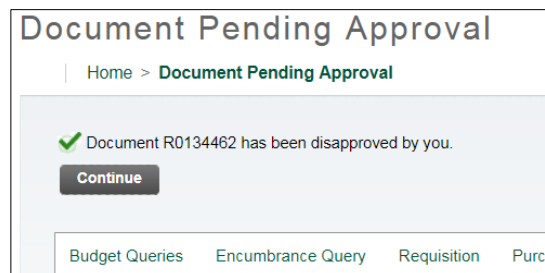 Document Pending Approval
Home > Document Pending Approval
Document R0134462 has been disapproved by you.
Continue
Budget Queries Encumbrance Query Requisition